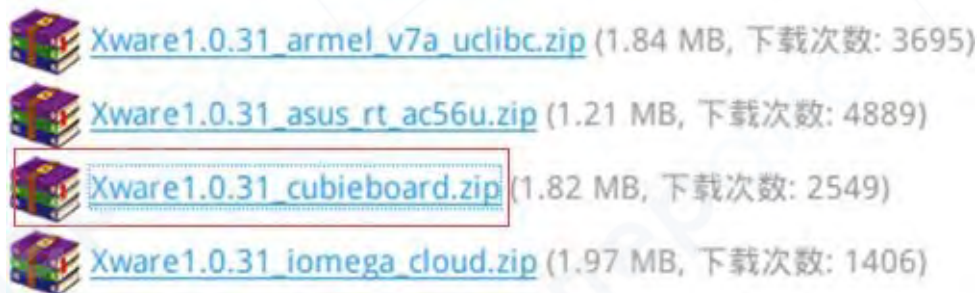 Xware1.0.31_armel_v7a_uclibc.zip (1.84 MB, 下载次数: 3695)
Xware1.0.31_asus_rt_ac56u.zip (1.21 MB, 下载次数: 4889)
Xware1.0.31_cubieboard.zip (1.82 MB, 下载次数: 2549)
Xware1.0.31_iomega_cloud.zip (1.97 MB, 下载次数: 1406)